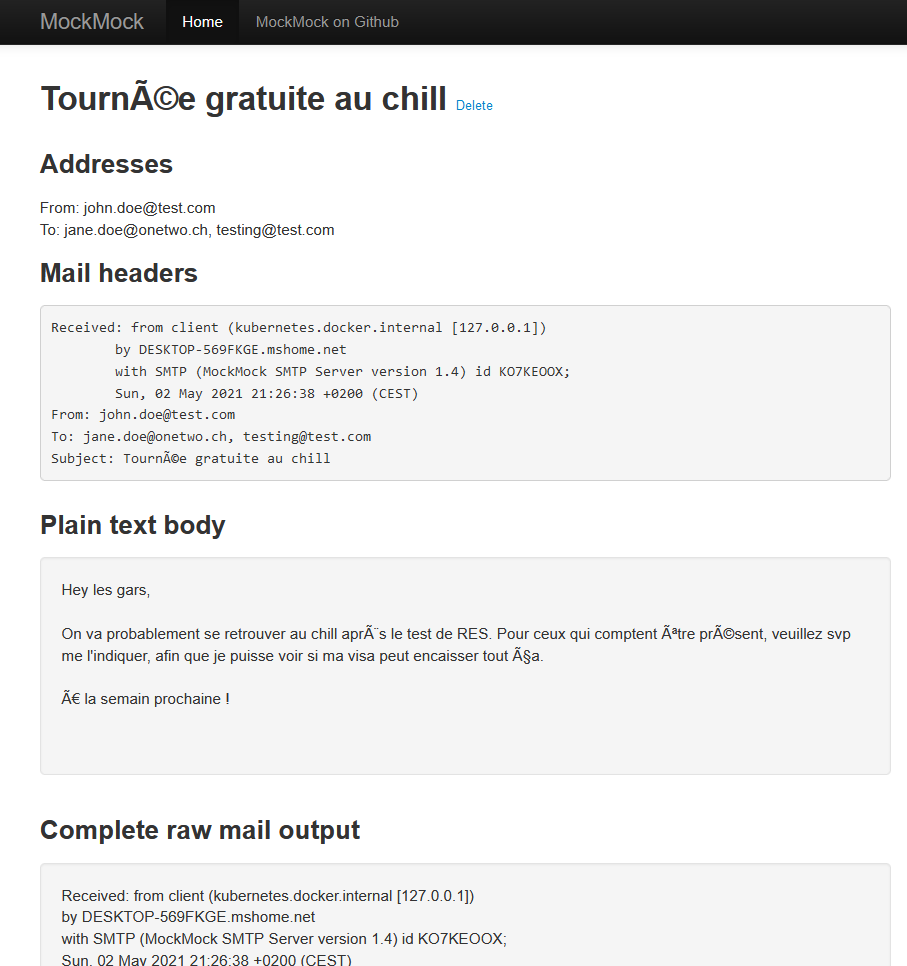 MockMock Home MockMock on Github
TournÃ©e gratuite au chill Delete
Addresses
From: john.doe@test.com
To: jane.doe@onetwo.ch, testing@test.com
Mail headers
Received: from client (kubernetes.docker.internal [127.0.0.1])
by DESKTOP-569FKGE.mshome.net
with SMTP (MockMock SMTP Server version 1.4) id KO7KEOOX;
Sun, 02 May 2021 21:26:38 +0200 (CEST)
From: john.doe@test.com
To: jane.doe@onetwo.ch, testing@test.com
Subject: TournÃ©e gratuite au chill
Plain text body
Hey les gars,
On va probablement se retrouver au chill aprÃ¨s le test de RES. Pour ceux qui comptent Ãªtre prÃ©sent, veuillez svp
me l'indiquer, afin que je puisse voir si ma visa peut encaisser tout Ã§a.
Ã€ la semain prochaine !
Complete raw mail output
Received: from client (kubernetes.docker.internal [127.0.0.1])
by DESKTOP-569FKGE.mshome.net
with SMTP (MockMock SMTP Server version 1.4) id KO7KEOOX;
Sun, 02 May 2021 21:26:38 +0200 (CEST)